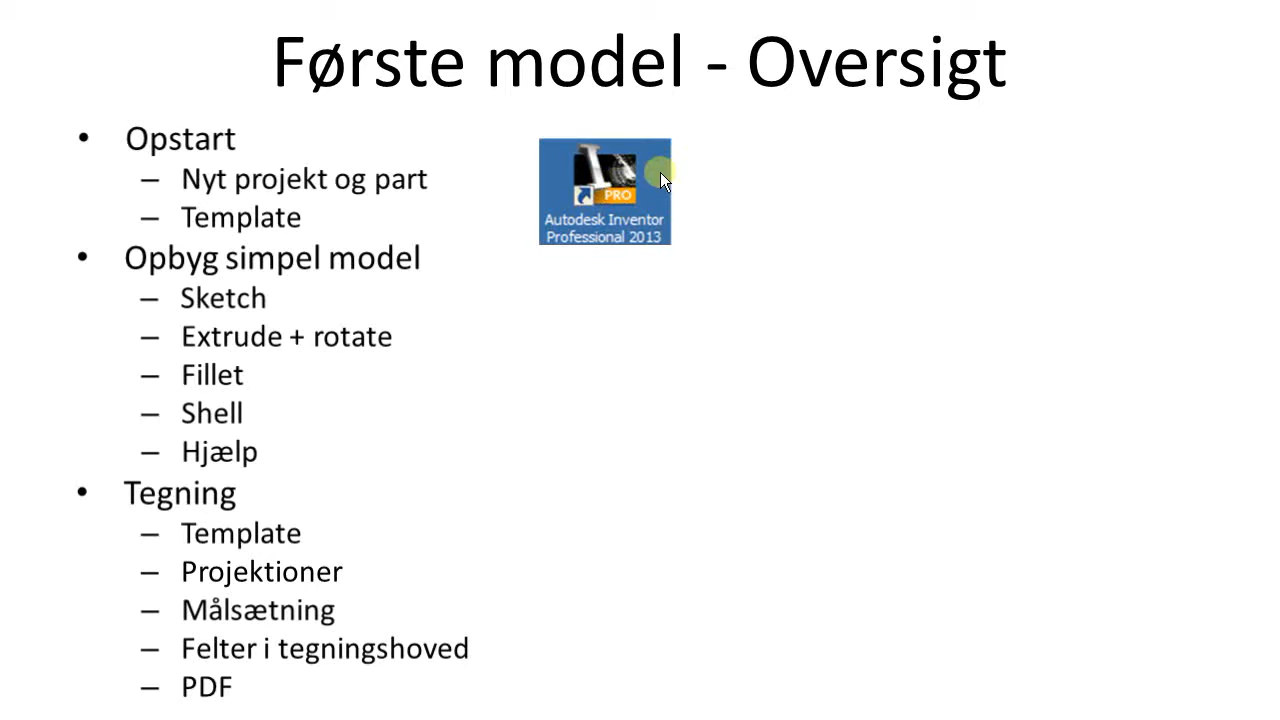 Første model - Oversigt
• Opstart
– Nyt projekt og part
– Template
PRO
Autodesk Inventor
Professional 2013
• Opbyg simpel model
– Sketch
– Extrude + rotate
– Fillet
– Shell
– Hjælp
• Tegning
– Template
– Projektioner
– Målsætning
– Felter i tegningshoved
– PDF